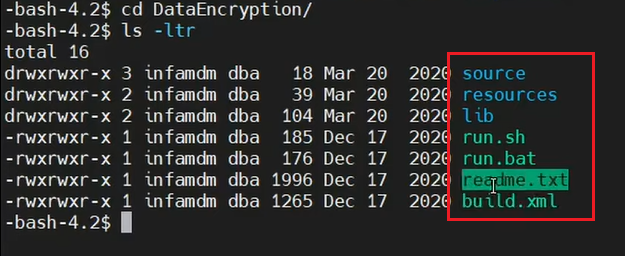 -bash-4.2$ cd DataEncryption/
-bash-4.2$ ls -ltr
total 16
drwxrwxr-x 3 infamdm dba   18 Mar 20  2020 source
drwxrwxr-x 2 infamdm dba   39 Mar 20  2020 resources
drwxrwxr-x 2 infamdm dba  104 Mar 20  2020 lib
-rwxrwxr-x 1 infamdm dba  185 Dec 17  2020 run.sh
-rwxrwxr-x 1 infamdm dba  176 Dec 17  2020 run.bat
-rwxrwxr-x 1 infamdm dba 1996 Dec 17  2020 readme.txt
-rwxrwxr-x 1 infamdm dba 1265 Dec 17  2020 build.xml
-bash-4.2$